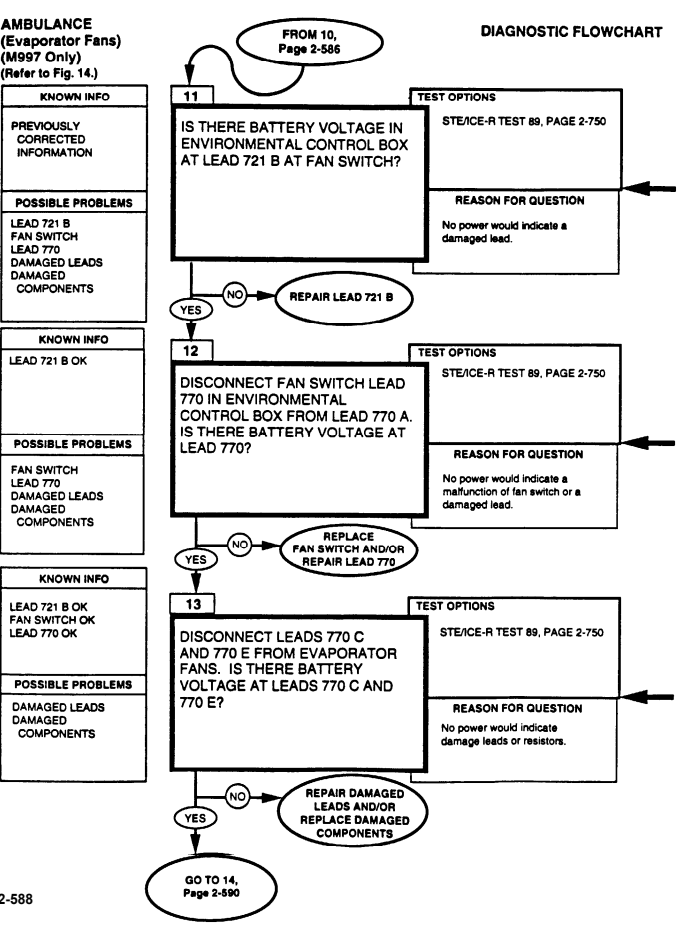 AMBULANCE
(Evaporator Fans)
(M997 Only)
(Refer to Fig. 14.)
FROM 10,
Page 2-586
DIAGNOSTIC FLOWCHART
KNOWN INFO
PREVIOUSLY
CORRECTED
INFORMATION
POSSIBLE PROBLEMS
LEAD 721 B
FAN SWITCH
LEAD 770
DAMAGED LEADS
DAMAGED
COMPONENTS
11
IS THERE BATTERY VOLTAGE IN
ENVIRONMENTAL CONTROL BOX
AT LEAD 721 B AT FAN SWITCH?
TEST OPTIONS
STE/ICE-R TEST 89, PAGE 2-750
REASON FOR QUESTION
No power would indicate a
damaged lead.
NO
REPAIR LEAD 721 B
YES
KNOWN INFO
LEAD 721 B OK
POSSIBLE PROBLEMS
FAN SWITCH
LEAD 770
DAMAGED LEADS
DAMAGED
COMPONENTS
12
DISCONNECT FAN SWITCH LEAD
770 IN ENVIRONMENTAL
CONTROL BOX FROM LEAD 770 A.
IS THERE BATTERY VOLTAGE AT
LEAD 770?
TEST OPTIONS
STE/ICE-R TEST 89, PAGE 2-750
REASON FOR QUESTION
No power would indicate a
malfunction of fan switch or a
damaged lead.
NO
REPLACE
FAN SWITCH AND/OR
REPAIR LEAD 770
YES
KNOWN INFO
LEAD 721 B OK
FAN SWITCH OK
LEAD 770 OK
POSSIBLE PROBLEMS
DAMAGED LEADS
DAMAGED
COMPONENTS
13
DISCONNECT LEADS 770 C
AND 770 E FROM EVAPORATOR
FANS. IS THERE BATTERY
VOLTAGE AT LEADS 770 C AND
770 E?
TEST OPTIONS
STE/ICE-R TEST 89, PAGE 2-750
REASON FOR QUESTION
No power would indicate
damage leads or resistors.
NO
REPAIR DAMAGED
LEADS AND/OR
REPLACE DAMAGED
COMPONENTS
YES
GO TO 14,
Page 2-590
2-588